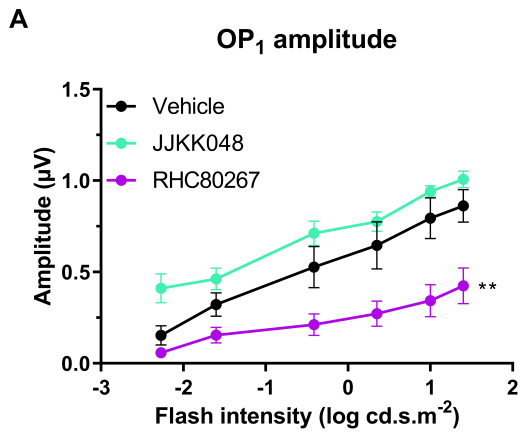 A
OP1 amplitude
1.5
1.0
0.5
0.0
Amplitude (µV)
Vehicle
JJKK048
RHC80267
**
-3
-2
-1
0
1
2
Flash intensity (log cd.s.m-2)